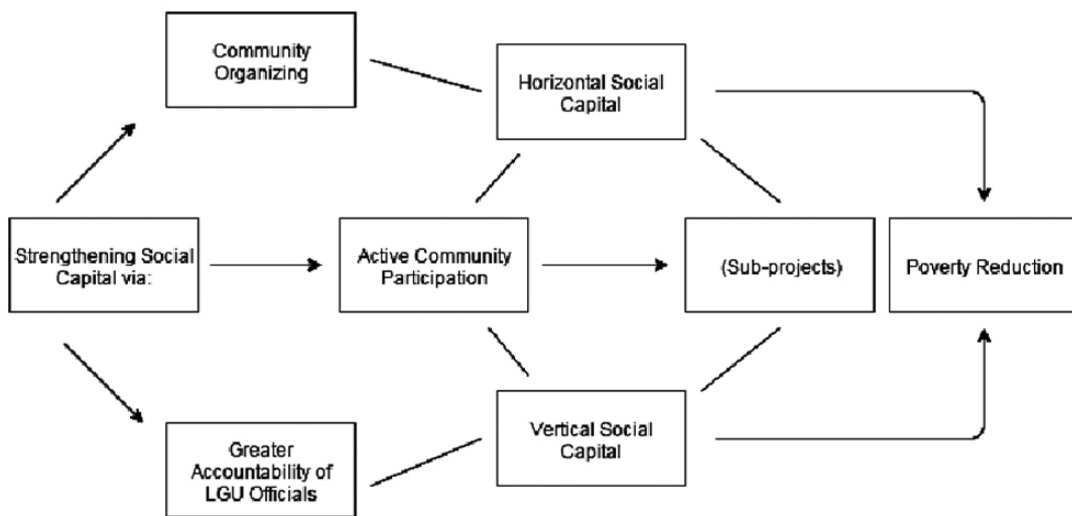 Community
Organizing
Horizontal Social
Capital
Strengthening Social
Capital via:
Active Community
Participation
(Sub-projects)
Poverty Reduction
Greater
Accountability of
LGU Officials
Vertical Social
Capital